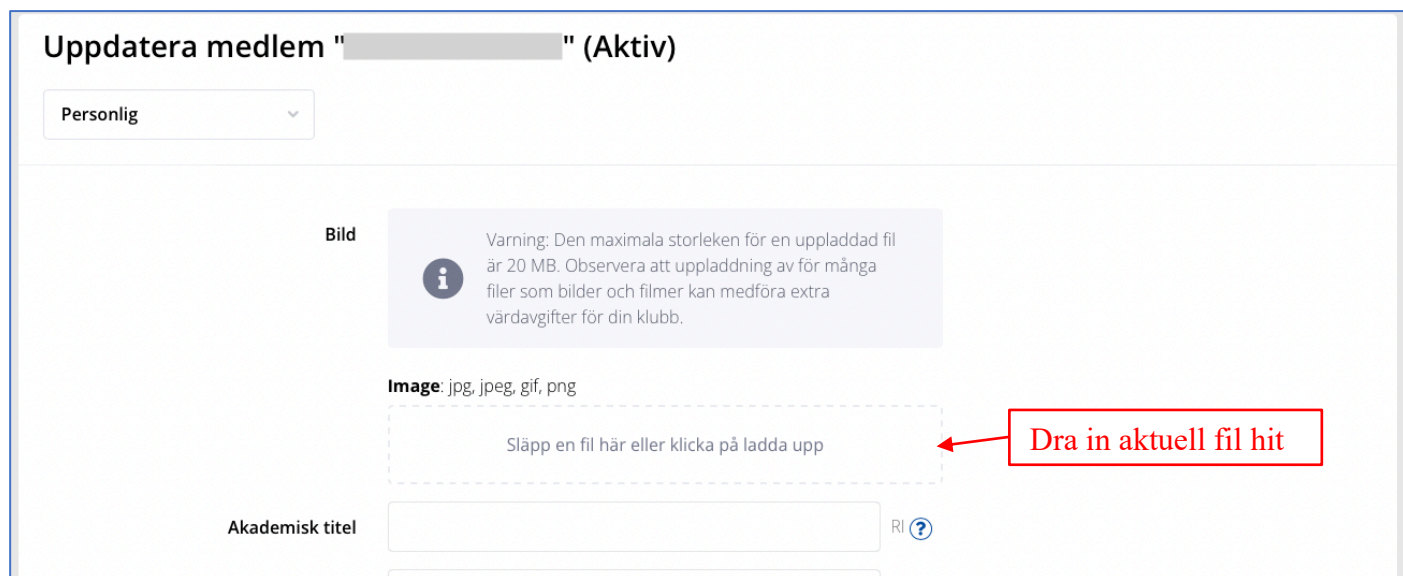 Uppdatera medlem "" (Aktiv)
Personlig
Bild
Varning: Den maximala storleken för en uppladdad fil
är 20 MB. Observera att uppladdning av för många
filer som bilder och filmer kan medföra extra
värdavgifter för din klubb.
Image: jpg, jpeg, gif, png
Släpp en fil här eller klicka på ladda upp
Dra in aktuell fil hit
Akademisk titel
RI ?